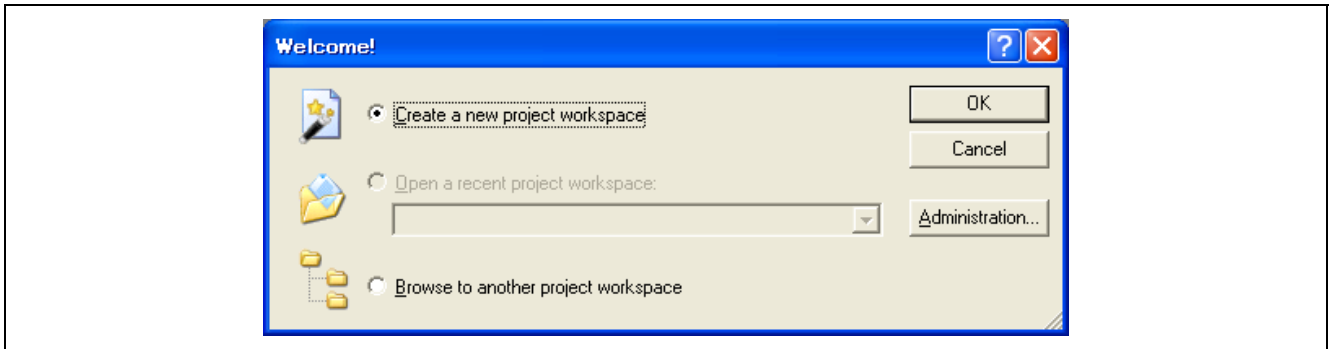 Welcome!
Create a new project workspace
OK
Cancel
Open a recent project workspace:
Administration...
Browse to another project workspace